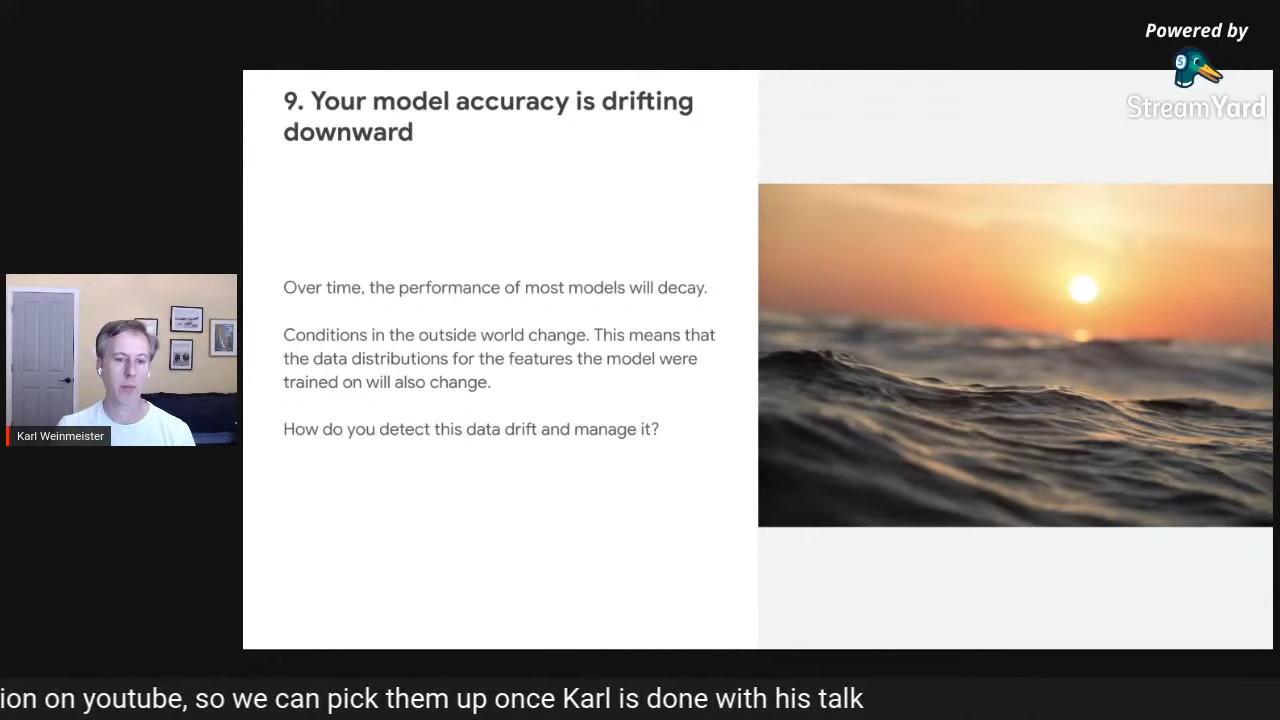 Powered by
StreamYard
9. Your model accuracy is drifting
downward
Over time, the performance of most models will decay.
Conditions in the outside world change. This means that
the data distributions for the features the model were
trained on will also change.
How do you detect this data drift and manage it?
Karl Weinmeister
ion on youtube, so we can pick them up once Karl is done with his talk